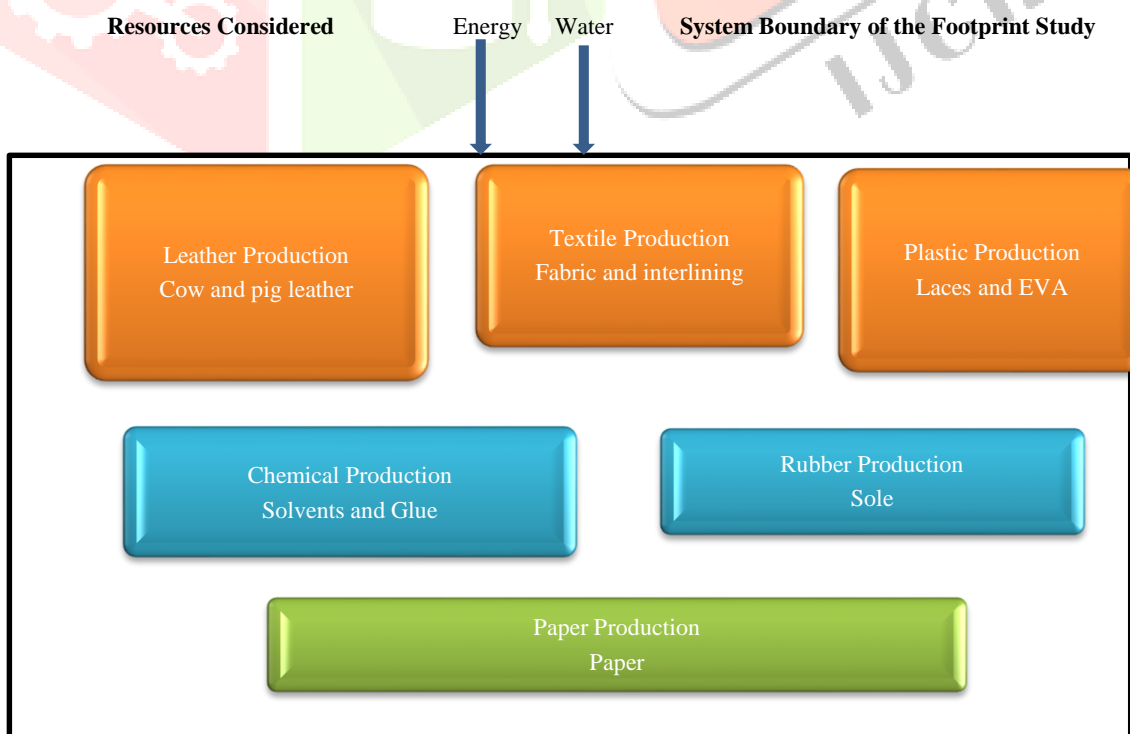 Resources Considered
Energy
Water
System Boundary of the Footprint Study
IJCR
Leather Production
Cow and pig leather
Textile Production
Fabric and interlining
Plastic Production
Laces and EVA
Chemical Production
Solvents and Glue
Rubber Production
Sole
Paper Production
Paper